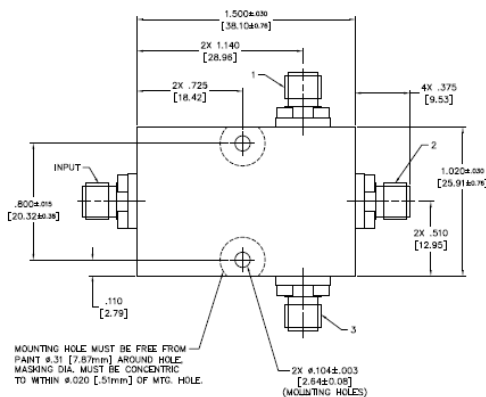 1.500±.030
[38.10±0.76]
2X 1.140
[28.96]
2X .725
[18.42]
1
4X .375
[9.53]
INPUT
2
.800±.015
[20.32±0.38]
1.020±.030
[25.91±0.76]
2X .510
[12.95]
.110
[2.79]
3
MOUNTING HOLE MUST BE FREE FROM
PAINT ø.31 [7.87mm] AROUND HOLE.
MASKING DIA. MUST BE CONCENTRIC
TO WITHIN ø.020 [.51mm] OF MTG. HOLE.
2X ø.104±.003
[2.64±0.08]
(MOUNTING HOLES)